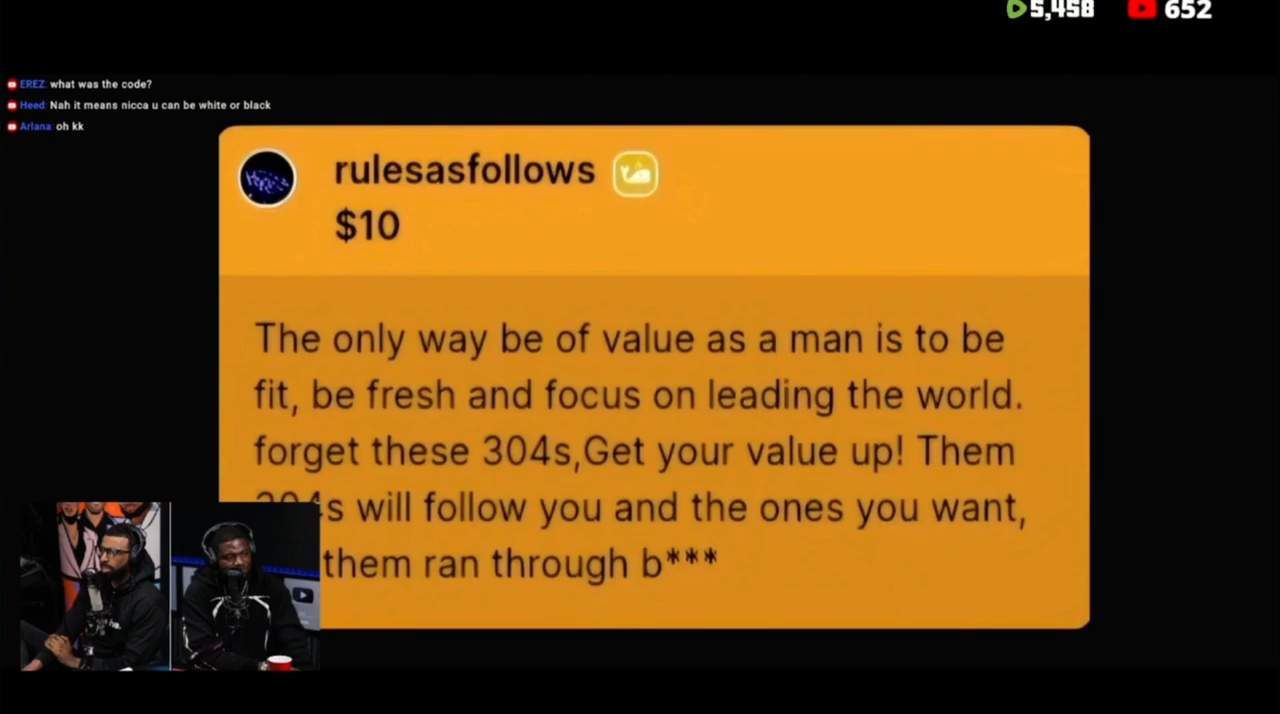 5,458 652
EREZ: what was the code?
Heed: Nah it means nicca u can be white or black
Arlana: oh kk
rulesasfollows
$10
The only way be of value as a man is to be
fit, be fresh and focus on leading the world.
forget these 304s,Get your value up! Them
304s will follow you and the ones you want,
them ran through b***